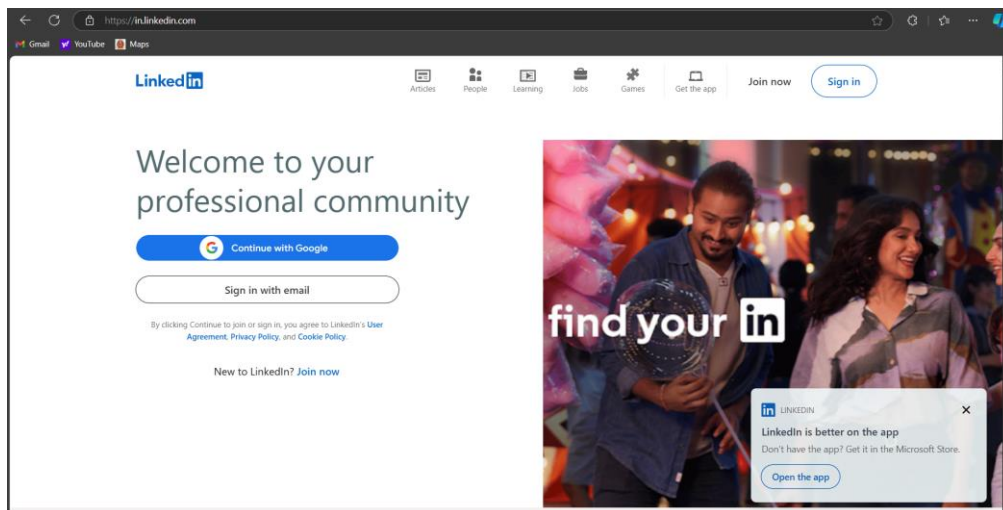 https://in.linkedin.com
Gmail YouTube Maps
Linked in
Articles People Learning Jobs Games Get the app Join now Sign in
Welcome to your
professional community
Continue with Google
Sign in with email
By clicking Continue to join or sign in, you agree to LinkedIn's User
Agreement, Privacy Policy, and Cookie Policy.
New to LinkedIn? Join now
find your in
in LINKEDIN
LinkedIn is better on the app
Don't have the app? Get it in the Microsoft Store.
Open the app